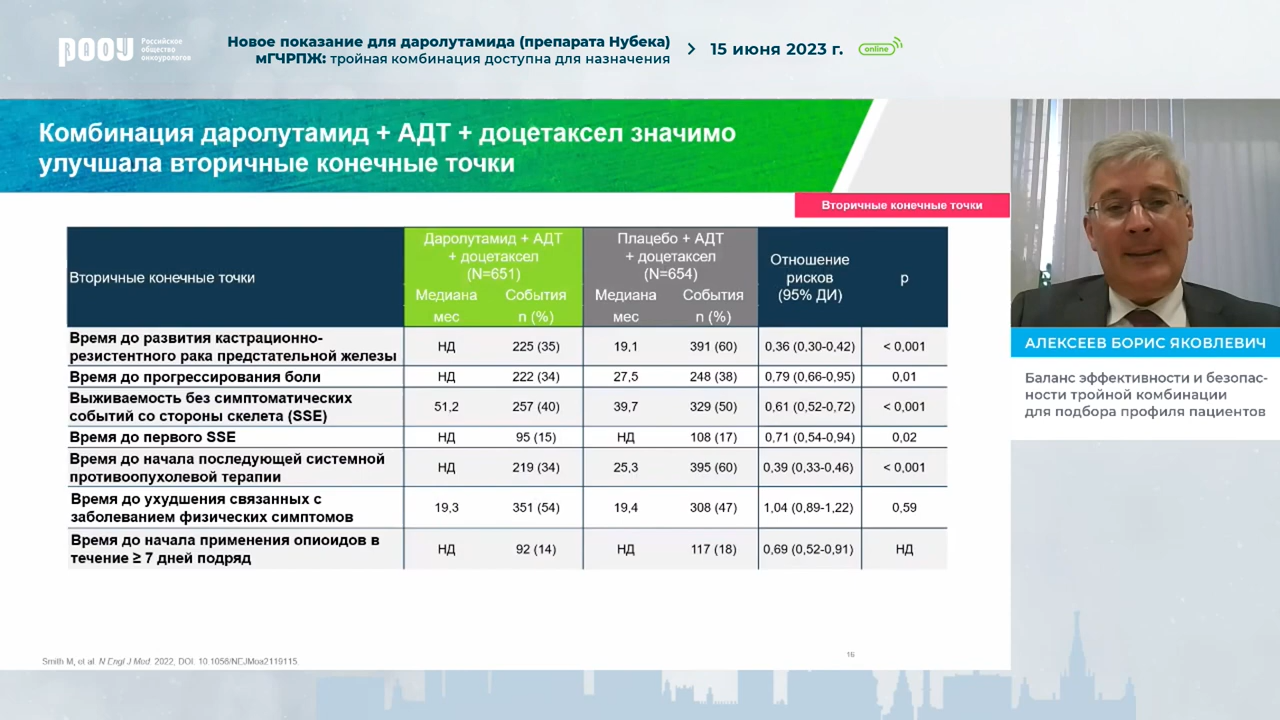 РООУ
RAOU
Российское
общество
онкоурологов
Новое показание для даролутамида (препарата Нубека)
мГЧРПЖ: тройная комбинация доступна для назначения
15 июня 2023 г.
online
Комбинация даролутамид + АДТ + доцетаксел значимо
улучшала вторичные конечные точки
Вторичные конечные точки
Вторичные конечные точки
Даролутамид + АДТ
+ доцетаксел
(N=651)
Медиана
мес
События
n (%)
Плацебо + АДТ
+ доцетаксел
(N=654)
Медиана
мес
События
n (%)
Отношение
рисков
(95% ДИ)
p
Время до развития кастрационно-
резистентного рака предстательной железы
НД 225 (35) 19,1 391 (60) 0,36 (0,30-0,42) < 0,001
Время до прогрессирования боли НД 222 (34) 27,5 248 (38) 0,79 (0.66-0,95) 0,01
Выживаемость без симптоматических
событий со стороны скелета (SSE)
51,2 257 (40) 39,7 329 (50) 0,61 (0,52-0,72) < 0,001
Время до первого SSE НД 95 (15) НД 108 (17) 0,71 (0,54-0,94) 0,02
Время до начала последующей системной
противоопухолевой терапии
НД 219 (34) 25,3 395 (60) 0,39 (0,33-0,46) < 0,001
Время до ухудшения связанных с
заболеванием физических симптомов
19,3 351 (54) 19,4 308 (47) 1,04 (0,89-1,22) 0,59
Время до начала применения опиоидов в
течение ≥ 7 дней подряд
НД 92 (14) НД 117 (18) 0,69 (0,52-0,91) НД
Smith M, et al. N Engl J Med. 2022, DOI: 10.1056/NEJMoa2119115.
16
АЛЕКСЕЕВ БОРИС ЯКОВЛЕВИЧ
Баланс эффективности и безопас-
ности тройной комбинации
для подбора профиля пациентов